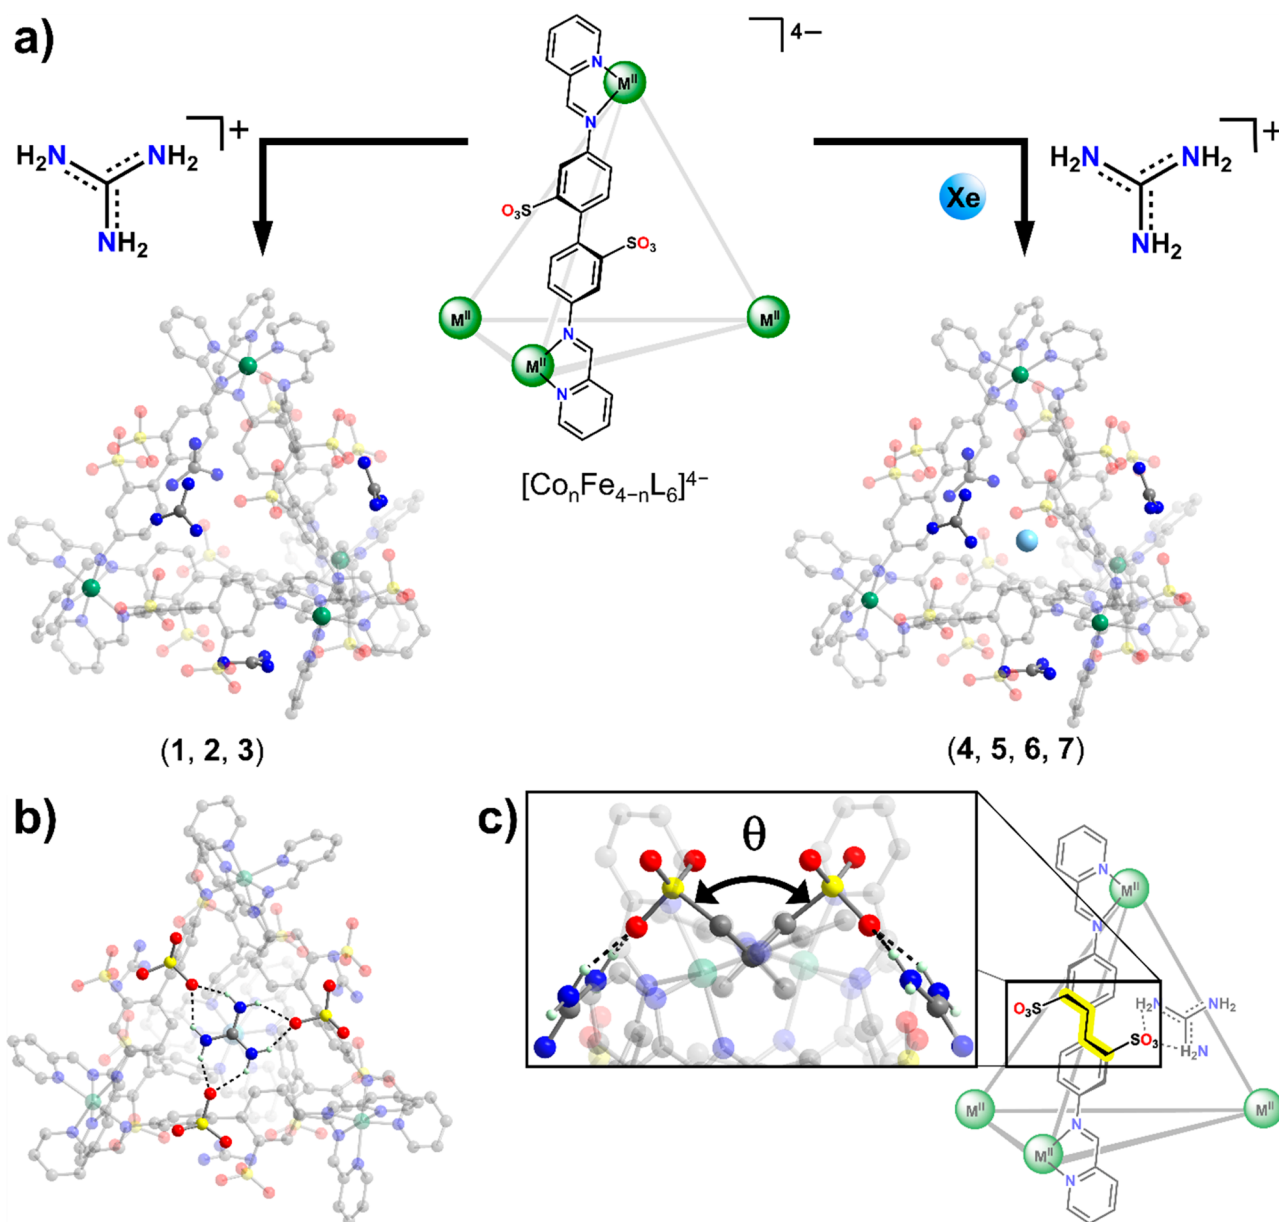 a)
4–
+
H₂N
NH₂
NH₂
N
Mᴵᴵ
N
O₃S
SO₃
Mᴵᴵ
Mᴵᴵ
N
Mᴵᴵ
N
[CoₙFe₄₋ₙL₆]⁴⁻
Xe
+
H₂N
NH₂
NH₂
(1, 2, 3)
(4, 5, 6, 7)
b)
c)
θ
N
Mᴵᴵ
N
O₃S
SO₃
H₂N
NH₂
H₂N
Mᴵᴵ
Mᴵᴵ
N
Mᴵᴵ
N